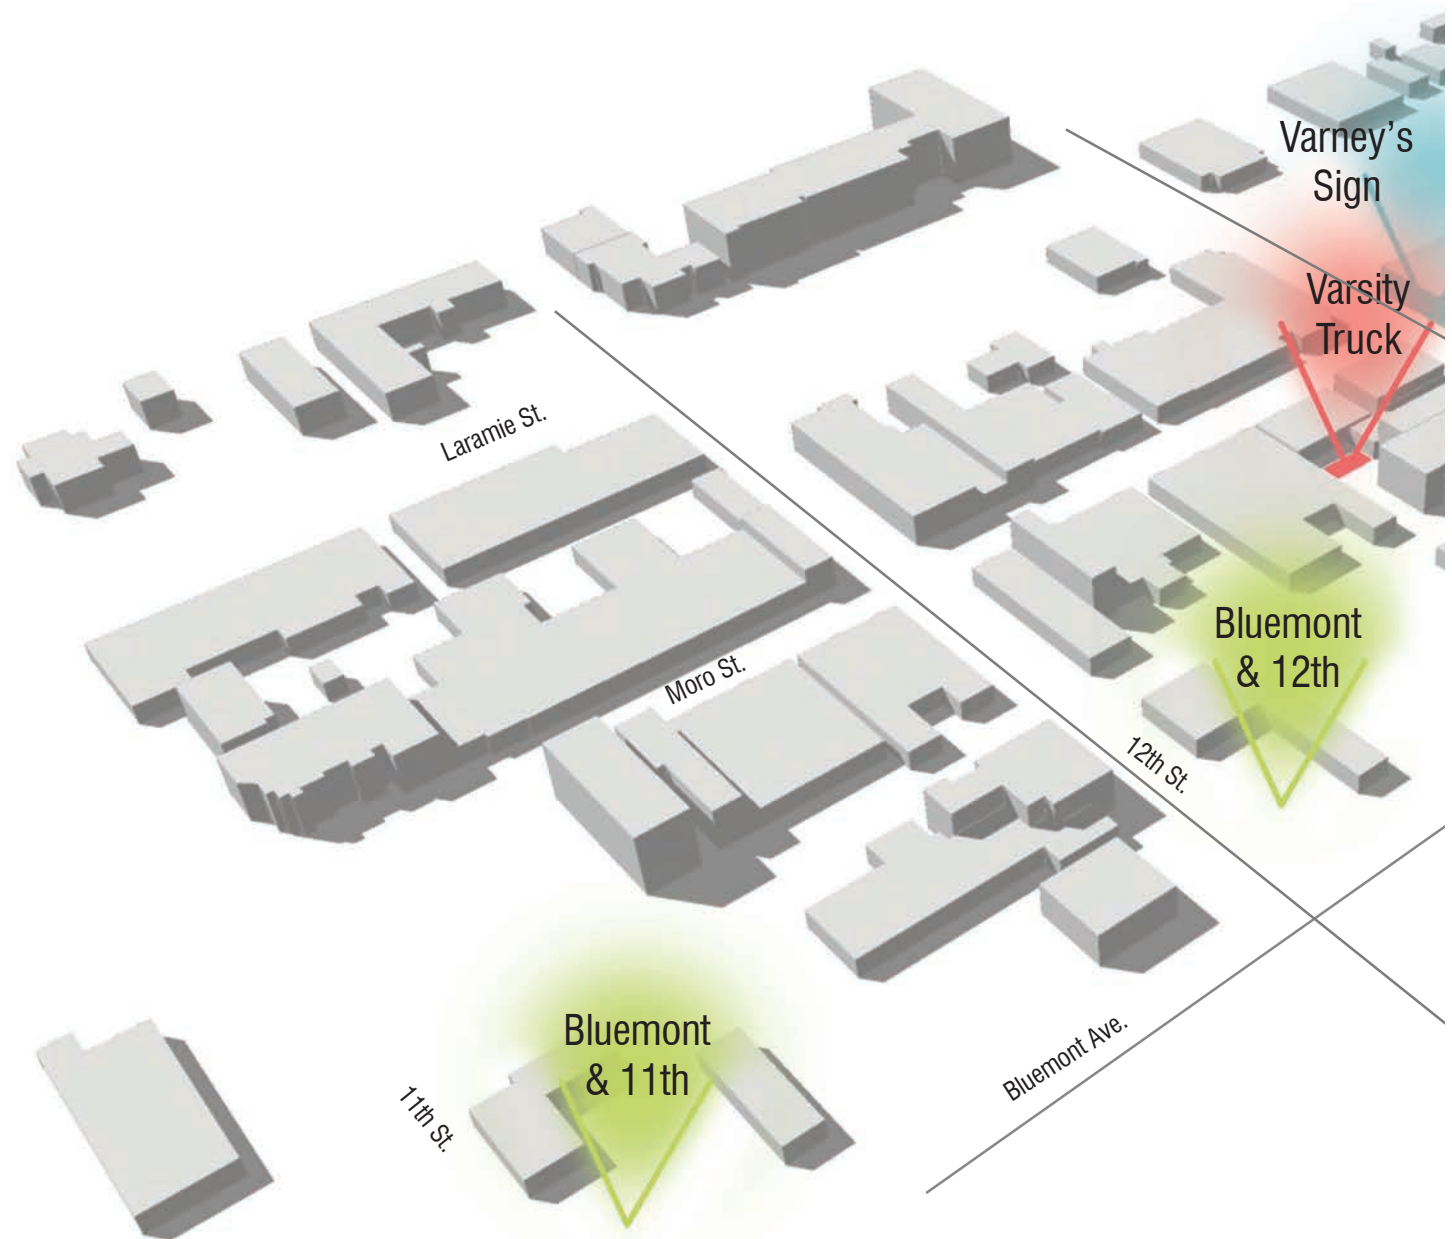 Varney's
Sign
Varsity
Truck
Laramie St.
Bluemont
& 12th
Moro St.
12th St.
Bluemont
& 11th
Bluemont Ave.
11th St.